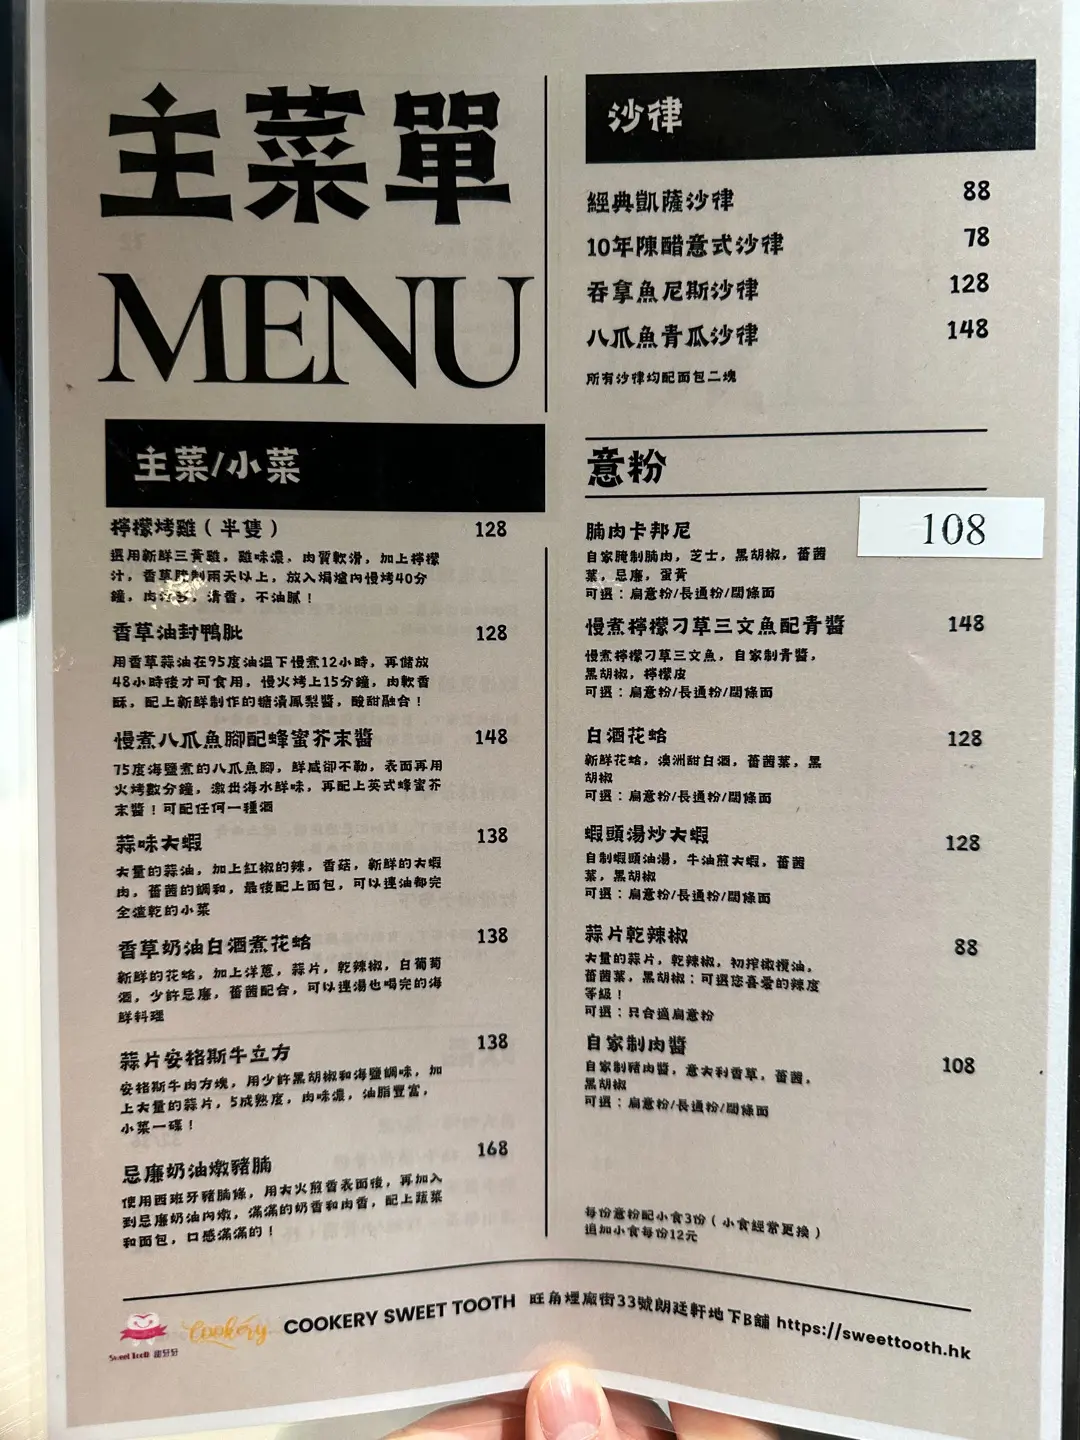 主菜單
MENU
主菜/小菜
檸檬烤雞（半隻） 128
選用新鮮三黃雞，雞味濃，肉質軟滑，加上檸檬
汁，香草醃制兩天以上，放入焗爐內慢烤40分
鐘，肉汁多，清香，不油膩！
香草油封鴨肶 128
用香草蒜油在95度油溫下慢煮12小時，再儲放
48小時後才可食用，慢火烤上15分鐘，肉軟香
酥，配上新鮮制作的糖漬鳳梨醬，酸甜融合！
慢煮八爪魚腳配蜂蜜芥末醬 148
75度海鹽煮的八爪魚腳，鮮咸卻不勒，表面再用
火烤數分鐘，激出海水鮮味，再配上英式蜂蜜芥
末醬！可配任何一種酒
蒜味大蝦 138
大量的蒜油，加上紅椒的辣，香菇，新鮮的大蝦
肉，蕃茜的調和，最後配上面包，可以連油都完
全溫乾的小菜
香草奶油白酒煮花蛤 138
新鮮的花蛤，加上洋蔥，蒜片，乾辣椒，白葡萄
酒，少許忌廉，蕃茜配合，可以連湯也喝完的海
鮮料理
蒜片安格斯牛立方 138
安格斯牛肉方塊，用少許黑胡椒和海鹽調味，加
上大量的蒜片，5成熟度，肉味濃，油脂豐富，
小菜一碟！
忌廉奶油燉豬腩 168
使用西班牙豬腩條，用大火煎香表面後，再加入
到忌廉奶油內燉，滿滿的奶香和肉香，配上蔬菜
和面包，口感滿滿的！
沙律
經典凱薩沙律 88
10年陳醋意式沙律 78
吞拿魚尼斯沙律 128
八爪魚青瓜沙律 148
所有沙律均配面包二塊
意粉
腩肉卡邦尼 108
自家腌制腩肉，芝士，黑胡椒，蕃茜
葉，忌廉，蛋黃
可選：扁意粉/長通粉/闊條面
慢煮檸檬刁草三文魚配青醬 148
慢煮檸檬刁草三文魚，自家制青醬，
黑胡椒，檸檬皮
可選：扁意粉/長通粉/闊條面
白酒花蛤 128
新鮮花蛤，澳洲甜白酒，蕃茜葉，黑
胡椒
可選：扁意粉/長通粉/闊條面
蝦頭湯炒大蝦 128
自制蝦頭油湯，牛油煎大蝦，蕃茜
葉，黑胡椒
可選：扁意粉/長通粉/闊條面
蒜片乾辣椒 88
大量的蒜片，乾辣椒，初榨橄欖油，
蕃茜葉，黑胡椒；可選您喜愛的辣度
等級！
可選：只合適扁意粉
自家制肉醬 108
自家制豬肉醬，意大利香草，蕃茜，
黑胡椒
可選：扁意粉/長通粉/闊條面
每份意粉配小食3份（小食經常更換）
追加小食每份12元
Sweet Tooth 甜牙牙
Cookery
COOKERY SWEET TOOTH 旺角煙廠街33號朗廷軒地下B舖 https://sweettooth.hk